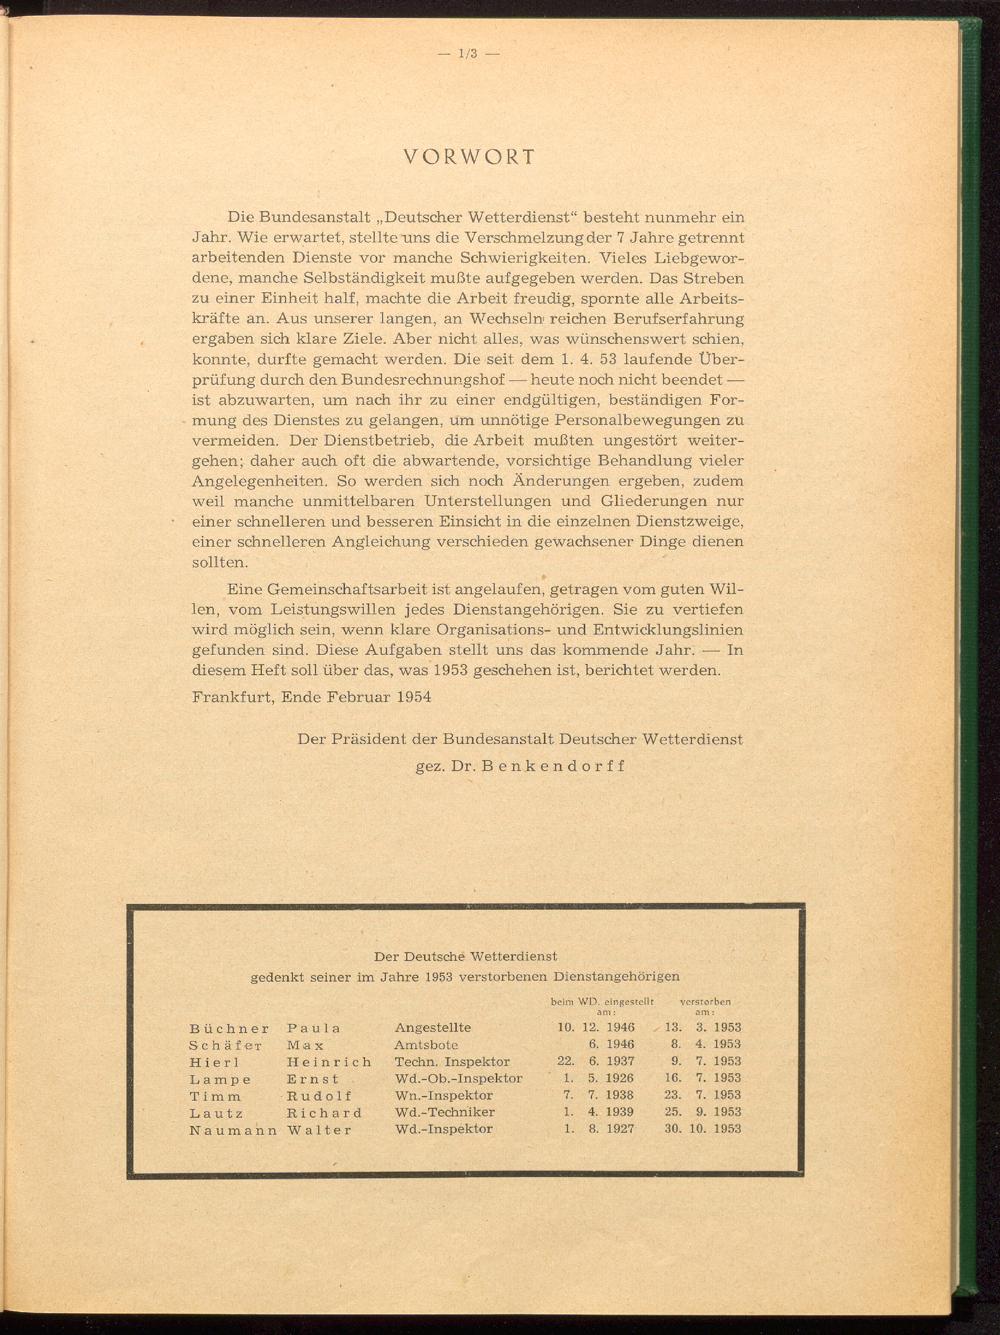 — 1/3 —
VORWORT
Die Bundesanstalt „Deutscher Wetterdienst“ besteht nunmehr ein
Jahr. Wie erwartet, stellte uns die Verschmelzung der 7 Jahre getrennt
arbeitenden Dienste vor manche Schwierigkeiten. Vieles Liebgewor-
dene, manche Selbständigkeit mußte aufgegeben werden. Das Streben
zu einer Einheit half, machte die Arbeit freudig, spornte alle Arbeits-
kräfte an. Aus unserer langen, an Wechseln reichen Berufserfahrung
ergaben sich klare Ziele. Aber nicht alles, was wünschenswert schien,
konnte, durfte gemacht werden. Die seit dem 1. 4. 53 laufende Über-
prüfung durch den Bundesrechnungshof — heute noch nicht beendet —
ist abzuwarten, um nach ihr zu einer endgültigen, beständigen For-
mung des Dienstes zu gelangen, um unnötige Personalbewegungen zu
vermeiden. Der Dienstbetrieb, die Arbeit mußten ungestört weiter-
gehen; daher auch oft die abwartende, vorsichtige Behandlung vieler
Angelegenheiten. So werden sich noch Änderungen ergeben, zudem
weil manche unmittelbaren Unterstellungen und Gliederungen nur
einer schnelleren und besseren Einsicht in die einzelnen Dienstzweige,
einer schnelleren Angleichung verschieden gewachsener Dinge dienen
sollten.
Eine Gemeinschaftsarbeit ist angelaufen, getragen vom guten Wil-
len, vom Leistungswillen jedes Dienstangehörigen. Sie zu vertiefen
wird möglich sein, wenn klare Organisations- und Entwicklungslinien
gefunden sind. Diese Aufgaben stellt uns das kommende Jahr. — In
diesem Heft soll über das, was 1953 geschehen ist, berichtet werden.
Frankfurt, Ende Februar 1954
Der Präsident der Bundesanstalt Deutscher Wetterdienst
gez. Dr. Benkendorff
Der Deutsche Wetterdienst
gedenkt seiner im Jahre 1953 verstorbenen Dienstangehörigen
beim WD. eingestellt verstorben
am: am:
Büchner Paula Angestellte 10. 12. 1946 13. 3. 1953
Schäfer Max Amtsbote 6. 1946 8. 4. 1953
Hierl Heinrich Techn. Inspektor 22. 6. 1937 9. 7. 1953
Lampe Ernst Wd.-Ob.-Inspektor 1. 5. 1926 16. 7. 1953
Timm Rudolf Wn.-Inspektor 7. 7. 1938 23. 7. 1953
Lautz Richard Wd.-Techniker 1. 4. 1939 25. 9. 1953
Naumann Walter Wd.-Inspektor 1. 8. 1927 30. 10. 1953